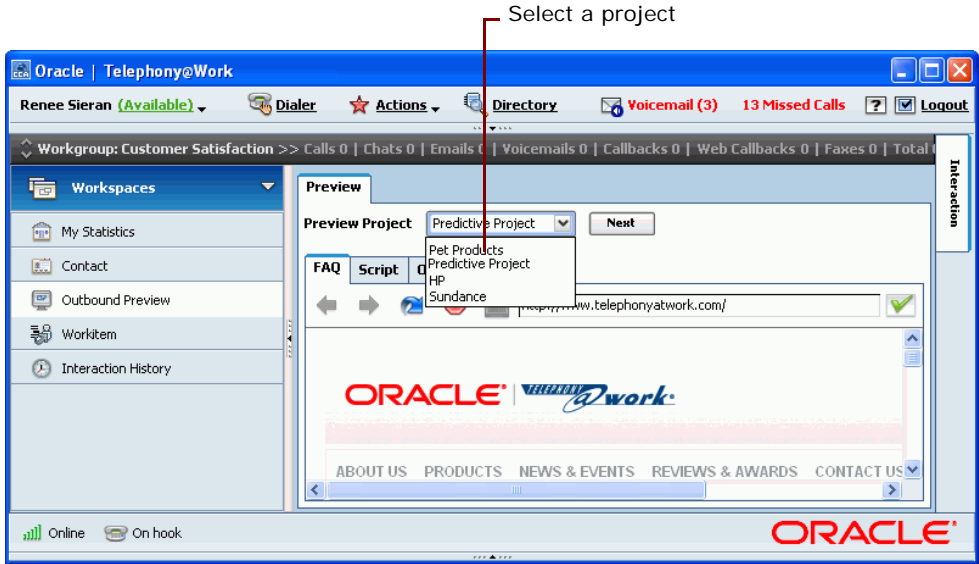 Select a project
Oracle | Telephony@Work
Renee Sieran (Available) Dialer Actions Directory Voicemail (3) 13 Missed Calls ? Logout
Workgroup: Customer Satisfaction >> Calls 0 | Chats 0 | Emails 0 | Voicemails 0 | Callbacks 0 | Web Callbacks 0 | Faxes 0 | Total
Interaction
Workspaces
My Statistics
Contact
Outbound Preview
Workitem
Interaction History
Preview
Preview Project Predictive Project Next
Pet Products
Predictive Project
HP
Sundance
FAQ Script
www.telephonyatwork.com/
ORACLE | TELEPHONY @work
ABOUT US PRODUCTS NEWS & EVENTS REVIEWS & AWARDS CONTACT US
Online On hook
ORACLE